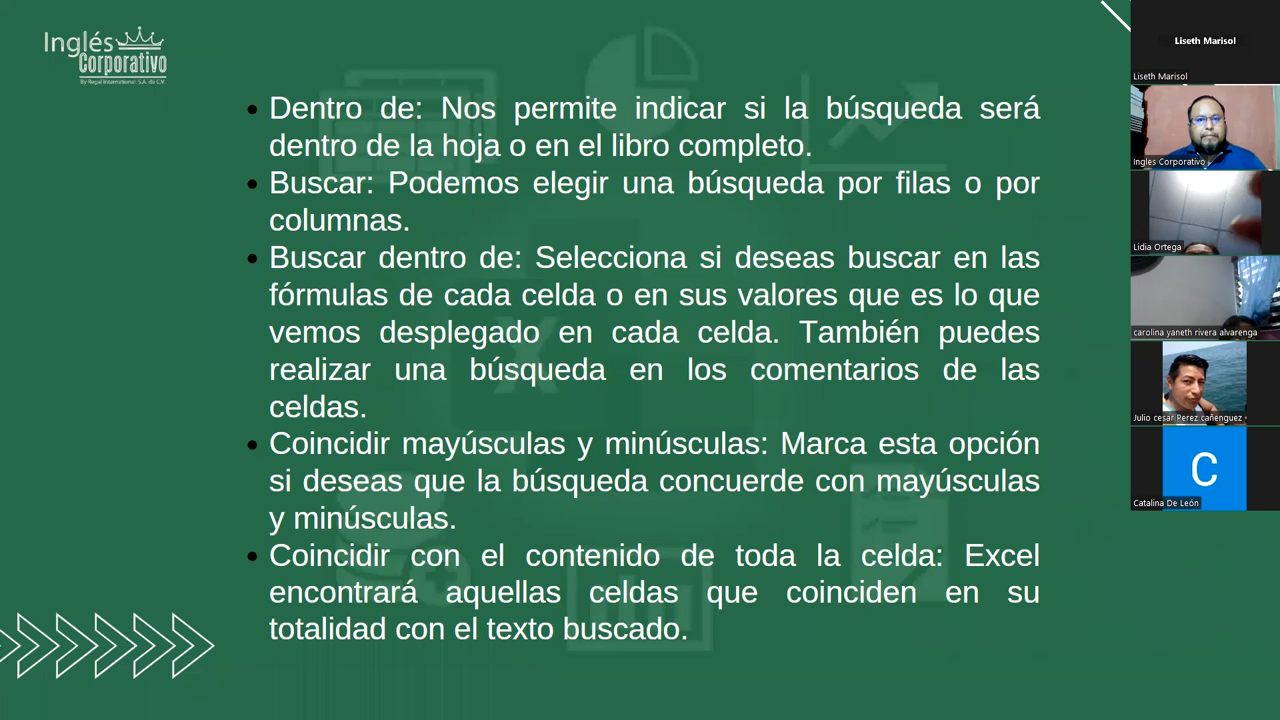 Inglés
Corporativo
By Regal International, S.A. de C.V.
Dentro de: Nos permite indicar si la búsqueda será
dentro de la hoja o en el libro completo.
Buscar: Podemos elegir una búsqueda por filas o por
columnas.
Buscar dentro de: Selecciona si deseas buscar en las
fórmulas de cada celda o en sus valores que es lo que
vemos desplegado en cada celda. También puedes
realizar una búsqueda en los comentarios de las
celdas.
Coincidir mayúsculas y minúsculas: Marca esta opción
si deseas que la búsqueda concuerde con mayúsculas
y minúsculas.
Coincidir con el contenido de toda la celda: Excel
encontrará aquellas celdas que coinciden en su
totalidad con el texto buscado.
Liseth Marisol
Liseth Marisol
Ingles Corporativo
Lidia Ortega
carolina yaneth rivera alvarenga
Julio cesar Perez cañenguez
C
Catalina De León